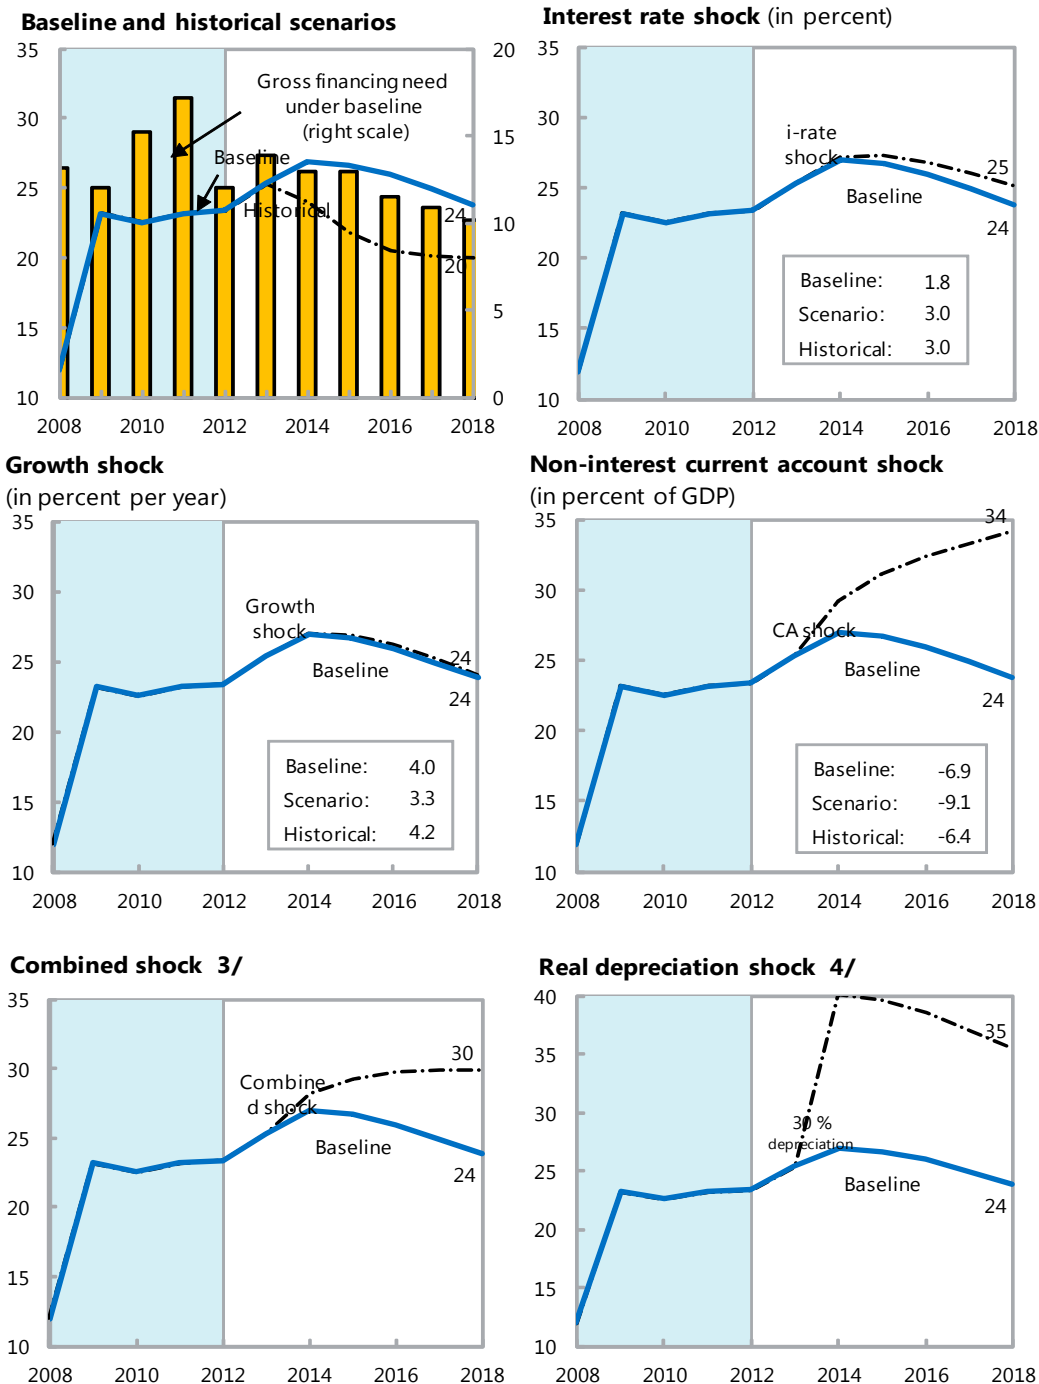 Baseline and historical scenarios
35
30
25
20
15
10
20
15
10
5
0
Gross financing need
under baseline
(right scale)
Baseline
Historical
24
20
2008 2010 2012 2014 2016 2018
Interest rate shock (in percent)
35
30
25
20
15
10
i-rate
shock
25
Baseline
24
Baseline: 1.8
Scenario: 3.0
Historical: 3.0
2008 2010 2012 2014 2016 2018
Growth shock
(in percent per year)
35
30
25
20
15
10
Growth
shock
24
Baseline
24
Baseline: 4.0
Scenario: 3.3
Historical: 4.2
2008 2010 2012 2014 2016 2018
Non-interest current account shock
(in percent of GDP)
35
30
25
20
15
10
34
CA shock
Baseline
24
Baseline: -6.9
Scenario: -9.1
Historical: -6.4
2008 2010 2012 2014 2016 2018
Combined shock 3/
35
30
25
20
15
10
30
Combine
d shock
Baseline
24
2008 2010 2012 2014 2016 2018
Real depreciation shock 4/
40
35
30
25
20
15
10
35
30 %
depreciation
Baseline
24
2008 2010 2012 2014 2016 2018